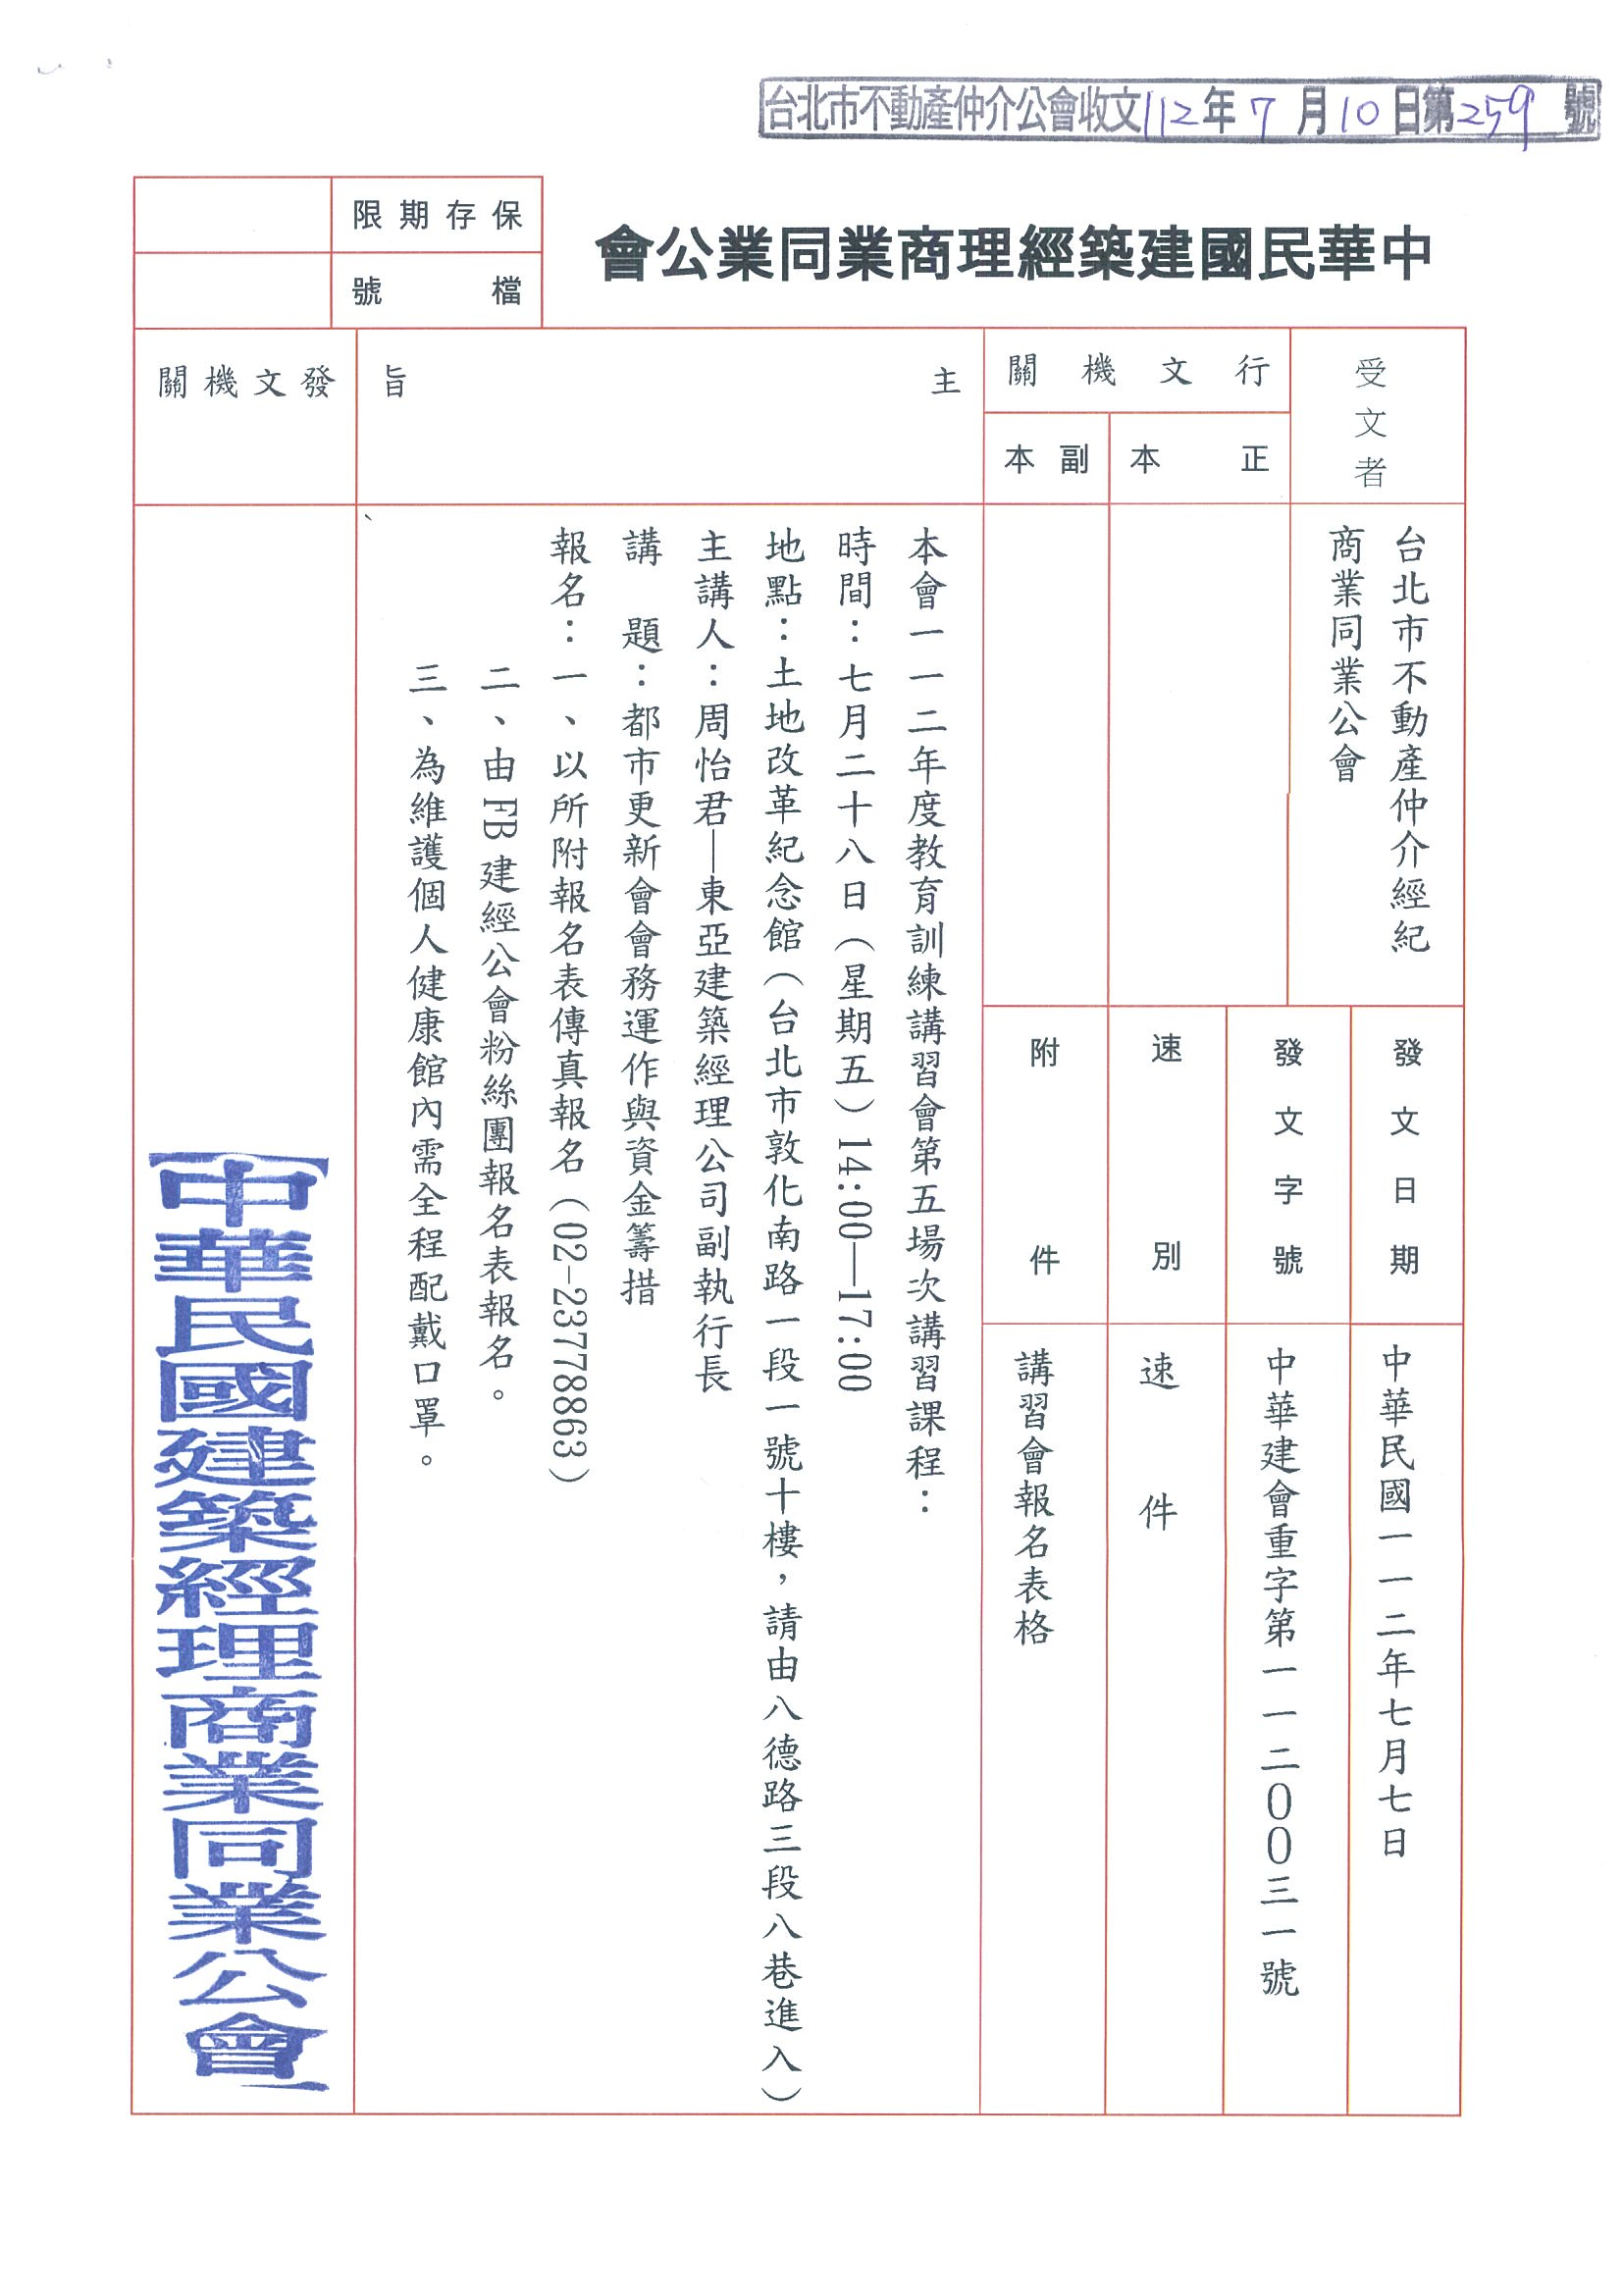 台北市不動產仲介公會收文112年7月10日第259號
中華民國建築經理商業同業公會
保存期限
檔號
受文者
台北市不動產仲介經紀
商業同業公會
發文日期
中華民國一一二年七月七日
發文字號
中華建會重字第一一二00三一號
行文機關
正本
副本
速別
速件
附件
講習會報名表格
主旨
本會一一二年度教育訓練講習會第五場次講習課程：
時間：七月二十八日（星期五）14:00—17:00
地點：土地改革紀念館（台北市敦化南路一段一號十樓，請由八德路三段八巷進入）
主講人：周怡君—東亞建築經理公司副執行長
講　題：都市更新會會務運作與資金籌措
報名：一、以所附報名表傳真報名（02-23778863）
二、由FB建經公會粉絲團報名表報名。
三、為維護個人健康館內需全程配戴口罩。
發文機關
中華民國建築經理商業同業公會